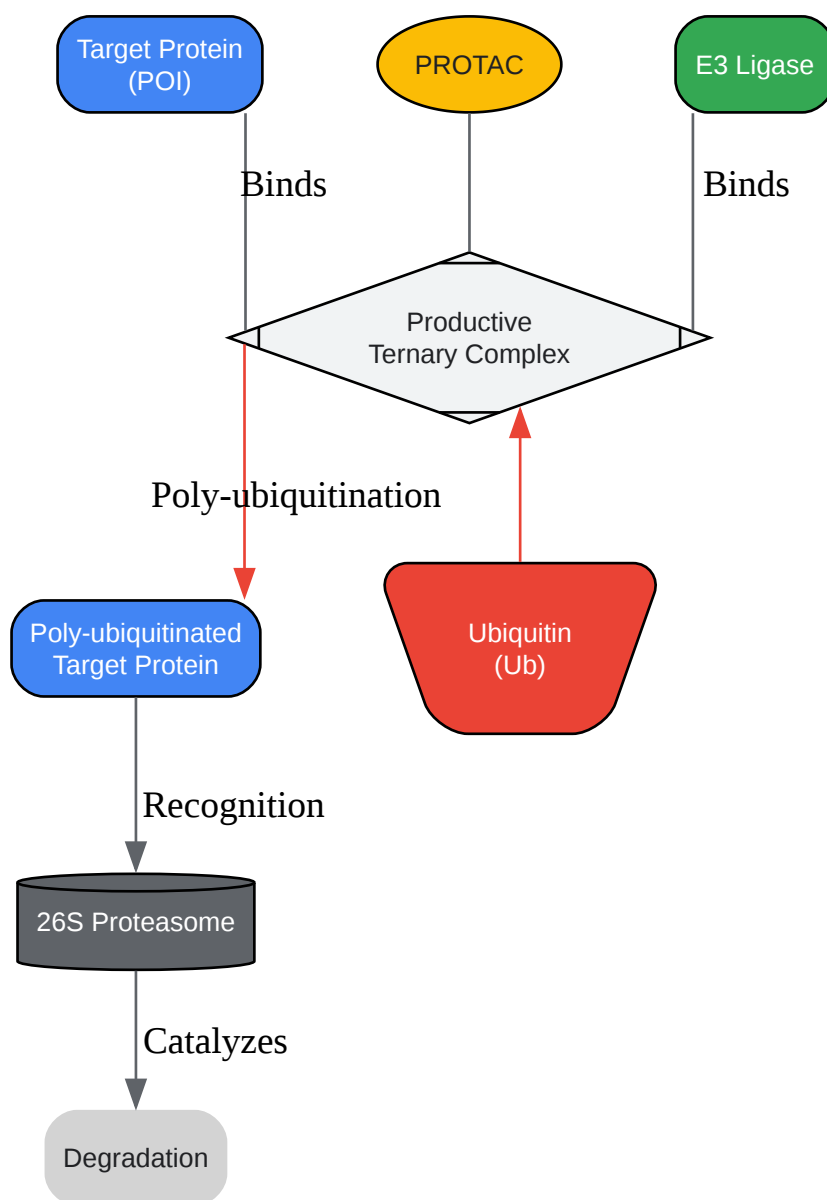 Target Protein
(POI)
PROTAC
E3 Ligase
Binds
Binds
Productive
Ternary Complex
Poly-ubiquitination
Poly-ubiquitinated
Target Protein
Ubiquitin
(Ub)
Recognition
26S Proteasome
Catalyzes
Degradation